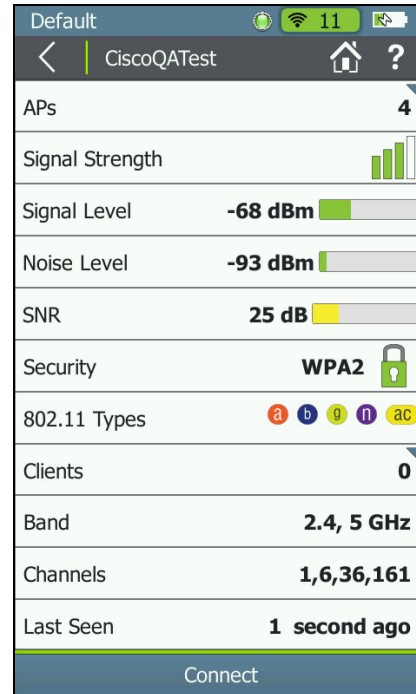 Default 11
CiscoQATest ?
APs 4
Signal Strength
Signal Level -68 dBm
Noise Level -93 dBm
SNR 25 dB
Security WPA2
802.11 Types a b g n ac
Clients 0
Band 2.4, 5 GHz
Channels 1,6,36,161
Last Seen 1 second ago
Connect